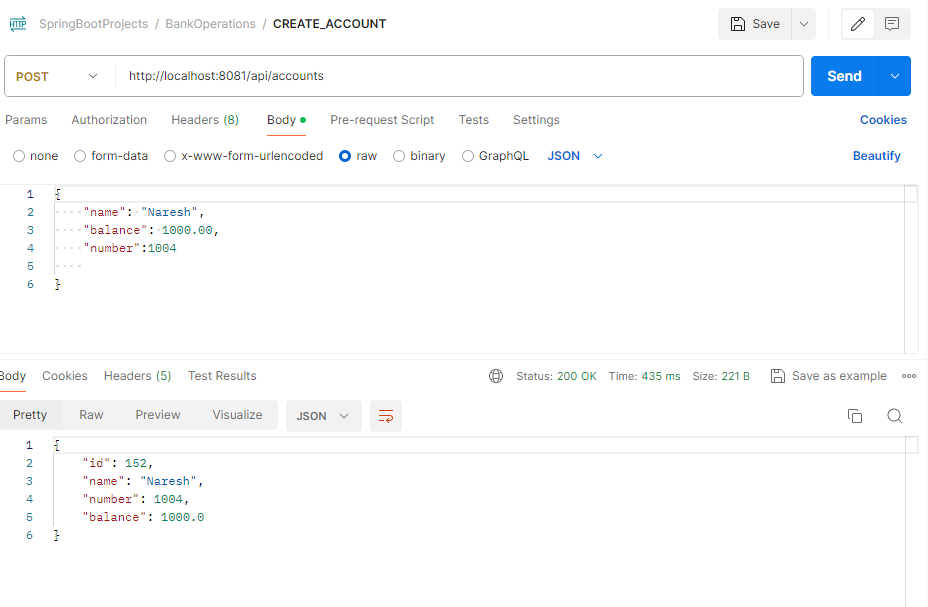 HTTP SpringBootProjects / BankOperations / CREATE_ACCOUNT Save
POST http://localhost:8081/api/accounts Send
Params Authorization Headers (8) Body Pre-request Script Tests Settings Cookies
none form-data x-www-form-urlencoded raw binary GraphQL JSON Beautify
1 {
2 "name": "Naresh",
3 "balance": 1000.00,
4 "number":1004
5
6 }
Body Cookies Headers (5) Test Results Status: 200 OK Time: 435 ms Size: 221 B Save as example
Pretty Raw Preview Visualize JSON
1 {
2 "id": 152,
3 "name": "Naresh",
4 "number": 1004,
5 "balance": 1000.0
6 }